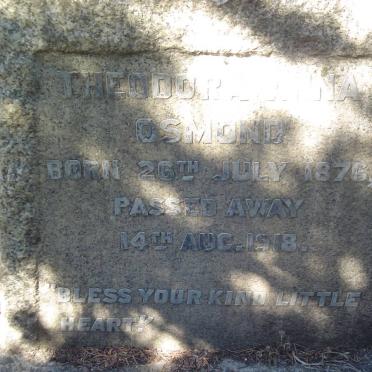 THEODORA ANNA
OSMOND
BORN 26TH JULY 1876.
PASSED AWAY
14TH AUG. 1918.
"BLESS YOUR KIND LITTLE
HEART."